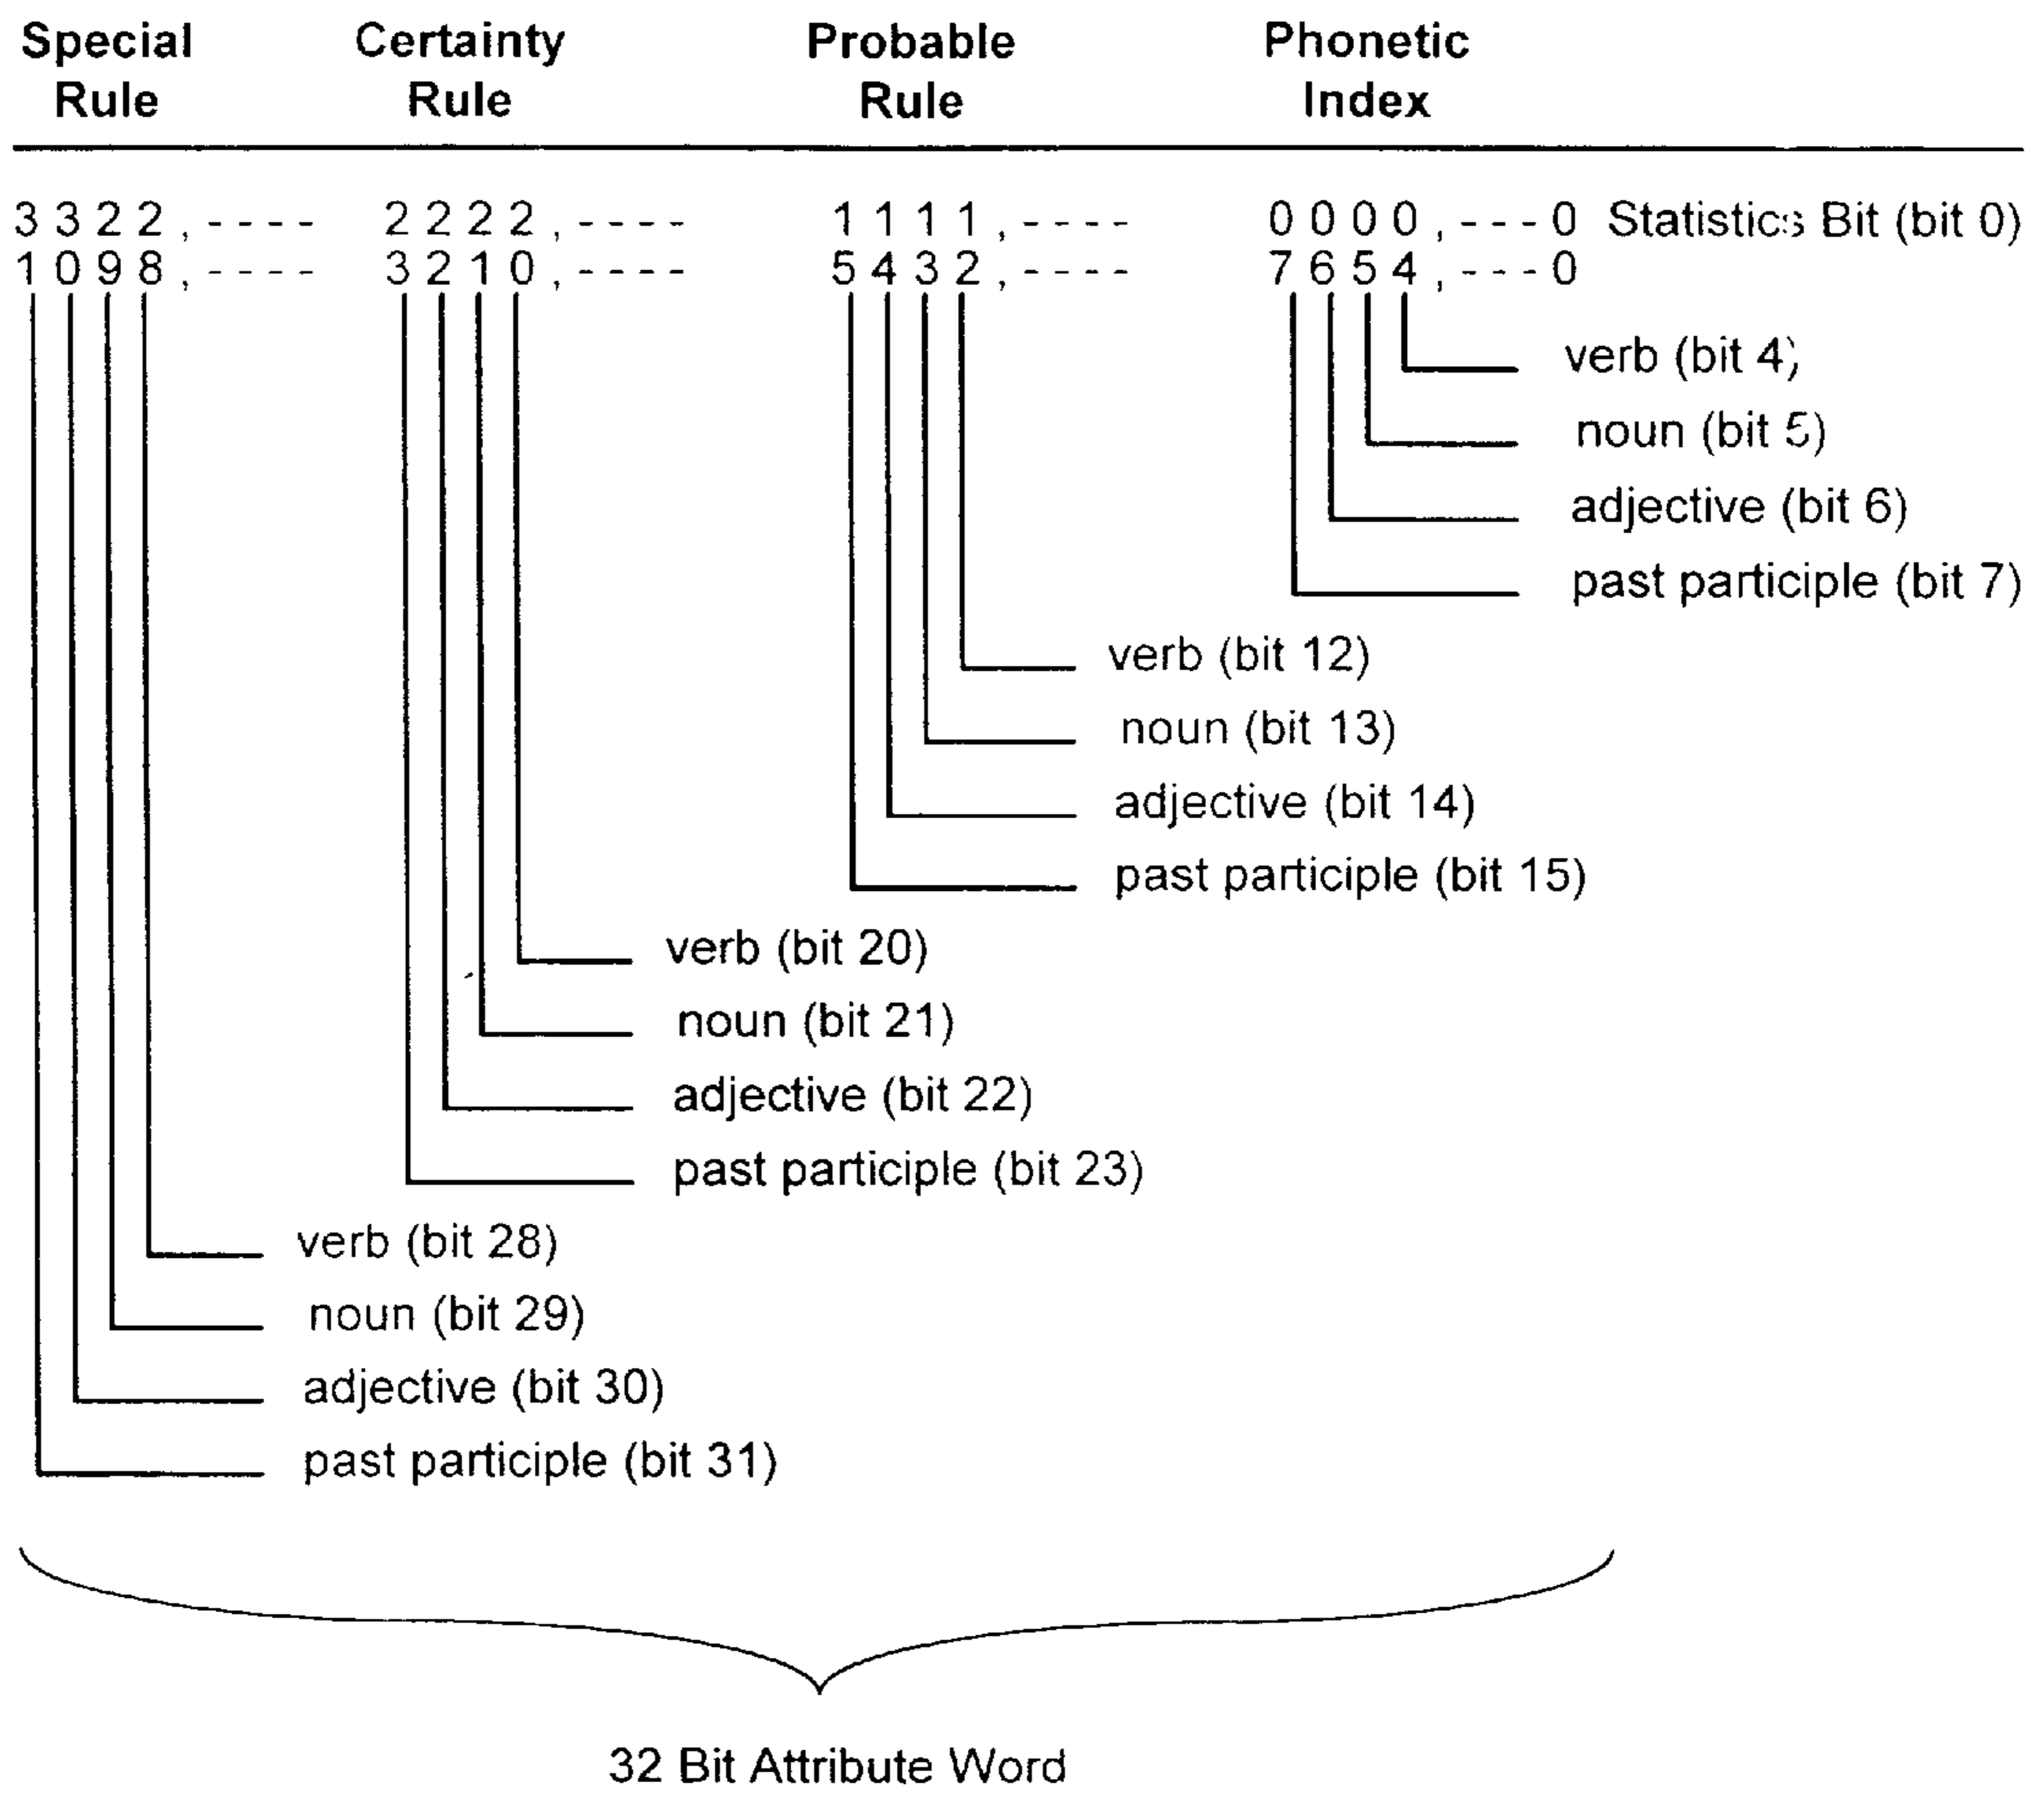 Special Certainty Probable Phonetic
Rule Rule Rule Index
3 3 2 2 , - - - - 2 2 2 2 , - - - - 1 1 1 1 , - - - - 0 0 0 0 , - - - 0 Statistics Bit (bit 0)
1 0 9 8 , - - - - 3 2 1 0 , - - - - 5 4 3 2 , - - - - 7 6 5 4 , - - - 0
verb (bit 4)
noun (bit 5)
adjective (bit 6)
past participle (bit 7)
verb (bit 12)
noun (bit 13)
adjective (bit 14)
past participle (bit 15)
verb (bit 20)
noun (bit 21)
adjective (bit 22)
past participle (bit 23)
verb (bit 28)
noun (bit 29)
adjective (bit 30)
past participle (bit 31)
32 Bit Attribute Word